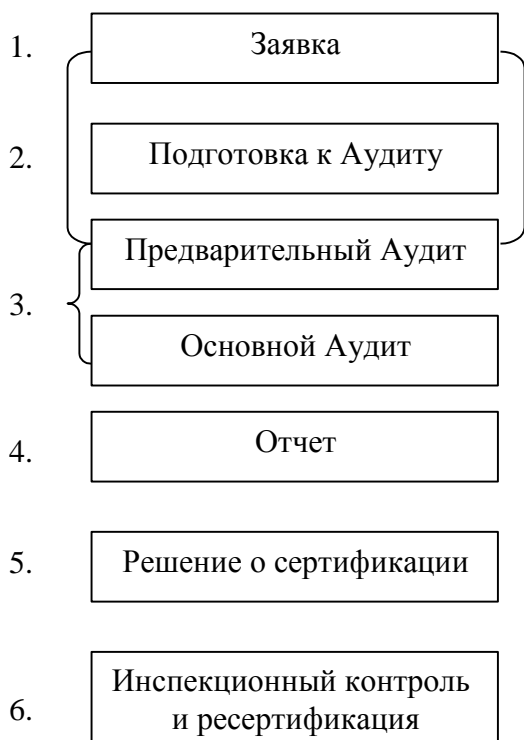 1. Заявка
2. Подготовка к Аудиту
Предварительный Аудит
3.
Основной Аудит
4. Отчет
5. Решение о сертификации
Инспекционный контроль
6. и ресертификация